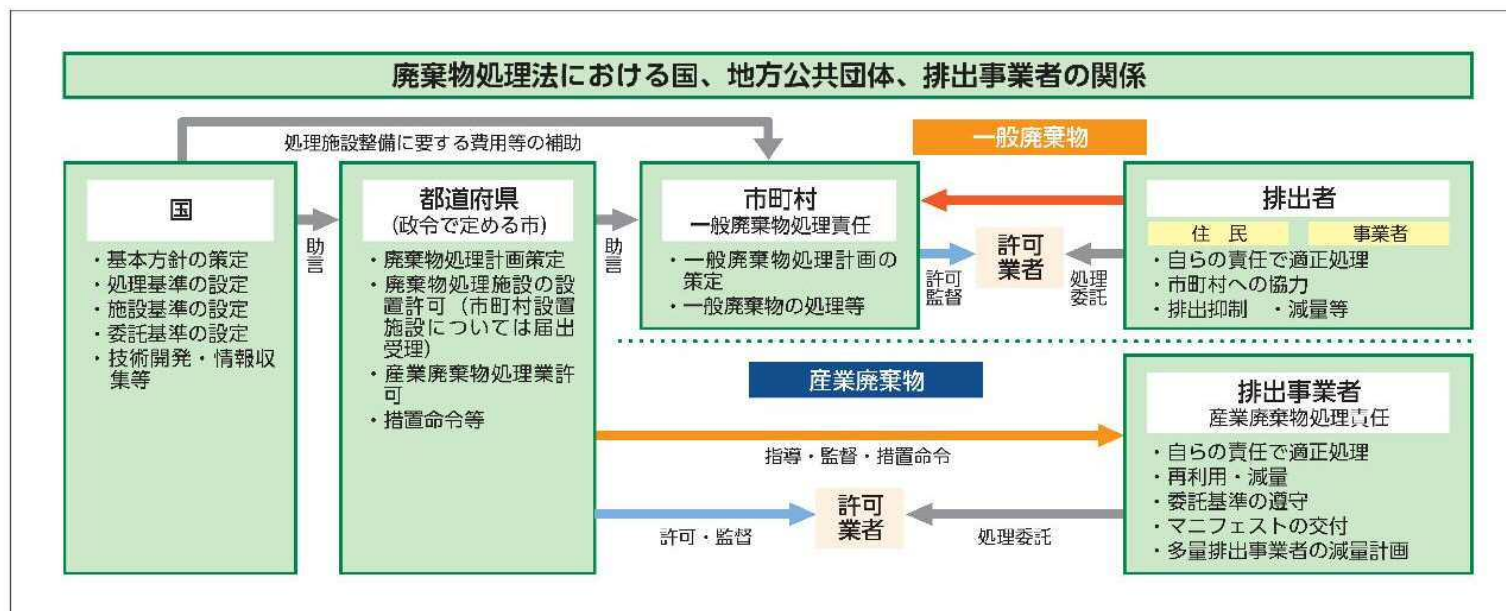 廃棄物処理法における国、地方公共団体、排出事業者の関係
処理施設整備に要する費用等の補助
一般廃棄物
国
・基本方針の策定
・処理基準の設定
・施設基準の設定
・委託基準の設定
・技術開発・情報収
集等
助言
都道府県
(政令で定める市)
・廃棄物処理計画策定
・廃棄物処理施設の設
置許可（市町村設置
施設については届出
受理）
・産業廃棄物処理業許
可
・措置命令等
助言
市町村
一般廃棄物処理責任
・一般廃棄物処理計画の
策定
・一般廃棄物の処理等
許可
監督
許可
業者
処理
委託
排出者
住　民
事業者
・自らの責任で適正処理
・市町村への協力
・排出抑制　・減量等
産業廃棄物
指導・監督・措置命令
許可・監督
許可
業者
処理委託
排出事業者
産業廃棄物処理責任
・自らの責任で適正処理
・再利用・減量
・委託基準の遵守
・マニフェストの交付
・多量排出事業者の減量計画